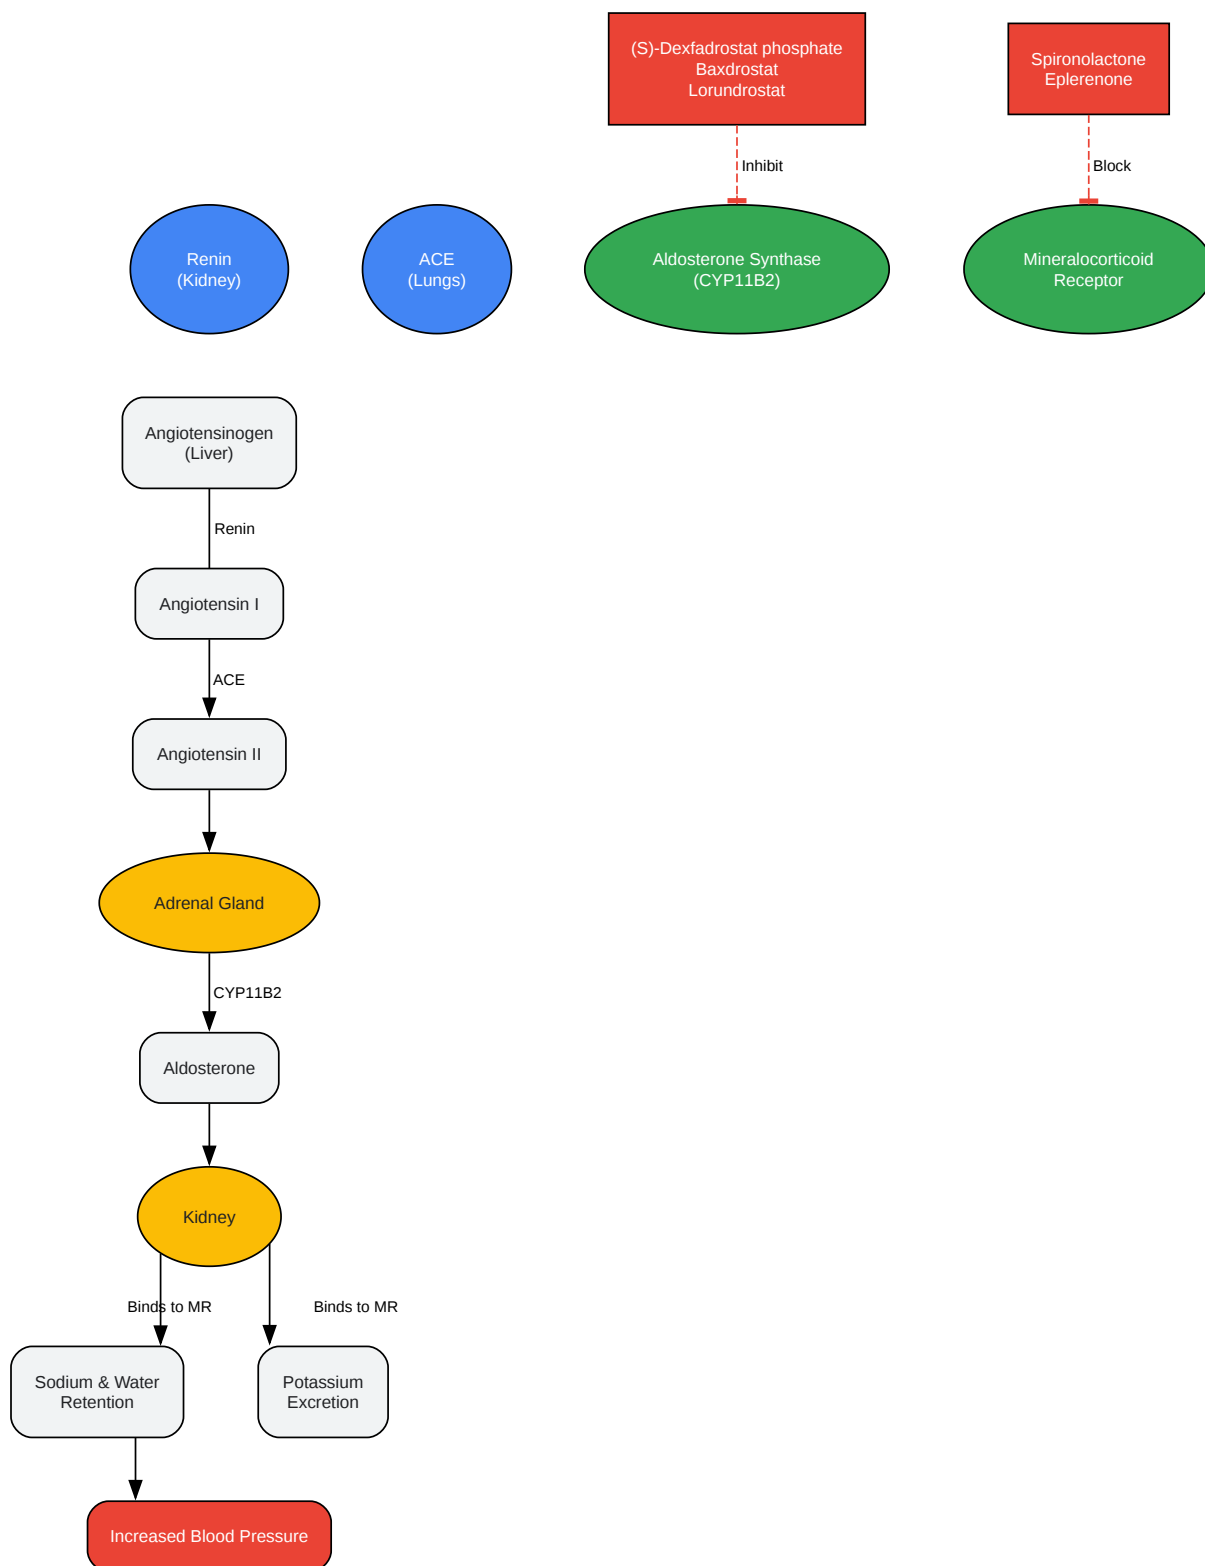 (S)-Dexfadrostat phosphate
Baxdrostat
Lorundrostat
Spironolactone
Eplerenone
Inhibit
Block
Renin
(Kidney)
ACE
(Lungs)
Aldosterone Synthase
(CYP11B2)
Mineralocorticoid
Receptor
Angiotensinogen
(Liver)
Renin
Angiotensin I
ACE
Angiotensin II
Adrenal Gland
CYP11B2
Aldosterone
Kidney
Binds to MR
Binds to MR
Sodium & Water
Retention
Potassium
Excretion
Increased Blood Pressure